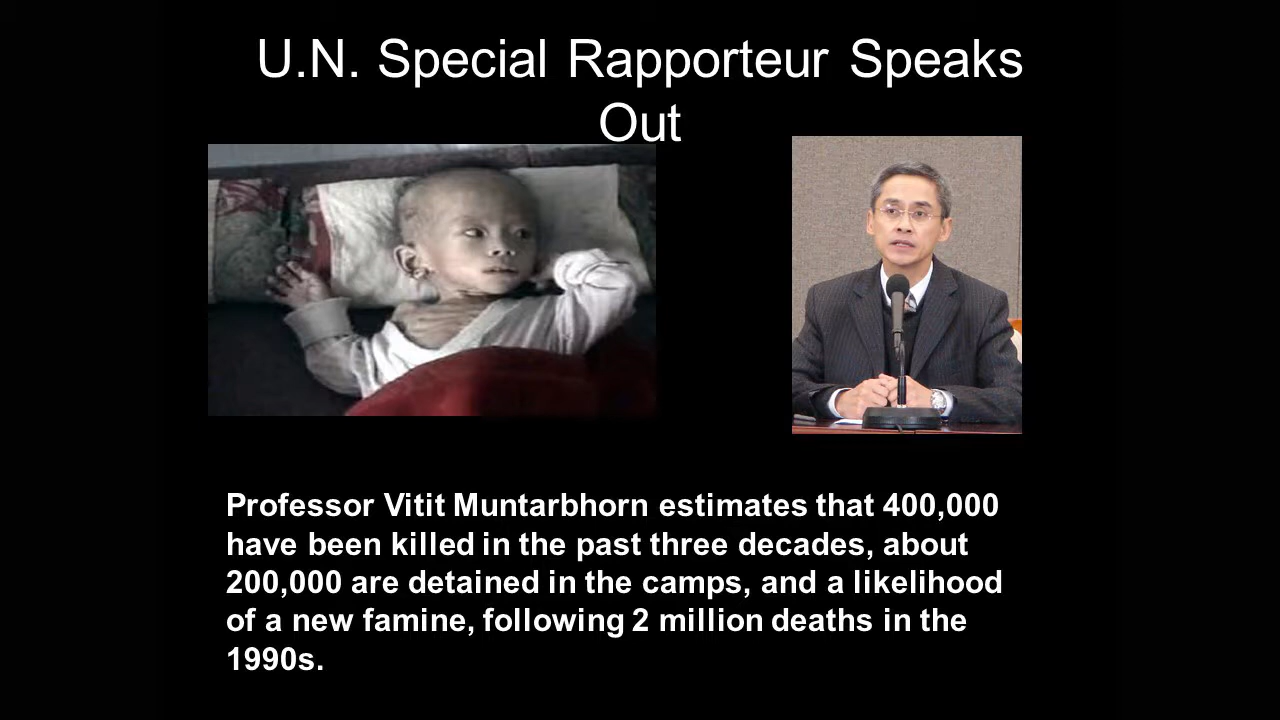 U.N. Special Rapporteur Speaks
Out
Professor Vitit Muntarbhorn estimates that 400,000
have been killed in the past three decades, about
200,000 are detained in the camps, and a likelihood
of a new famine, following 2 million deaths in the
1990s.